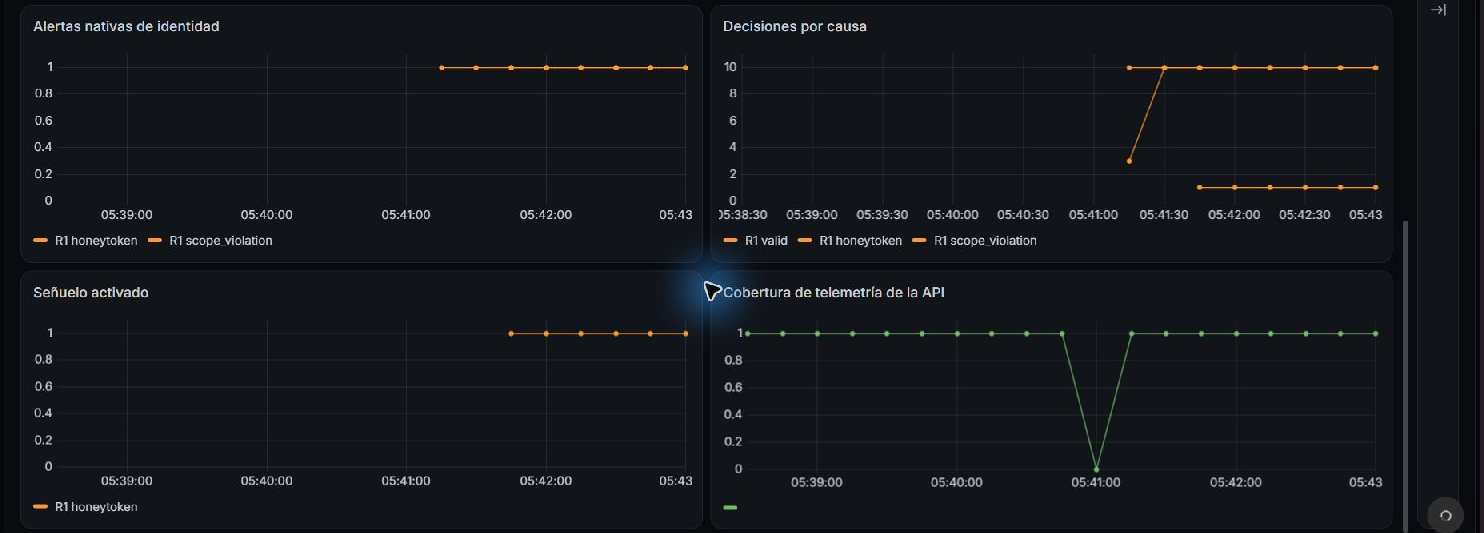 Alertas nativas de identidad
1
0.8
0.6
0.4
0.2
0
05:39:00 05:40:00 05:41:00 05:42:00 05:43
R1 honeytoken R1 scope_violation
Decisiones por causa
10
8
6
4
2
0
05:38:30 05:39:00 05:39:30 05:40:00 05:40:30 05:41:00 05:41:30 05:42:00 05:42:30 05:43
R1 valid R1 honeytoken R1 scope_violation
Señuelo activado
1
0.8
0.6
0.4
0.2
0
05:39:00 05:40:00 05:41:00 05:42:00 05:43
R1 honeytoken
Cobertura de telemetría de la API
1
0.8
0.6
0.4
0.2
0
05:39:00 05:40:00 05:41:00 05:42:00 05:43